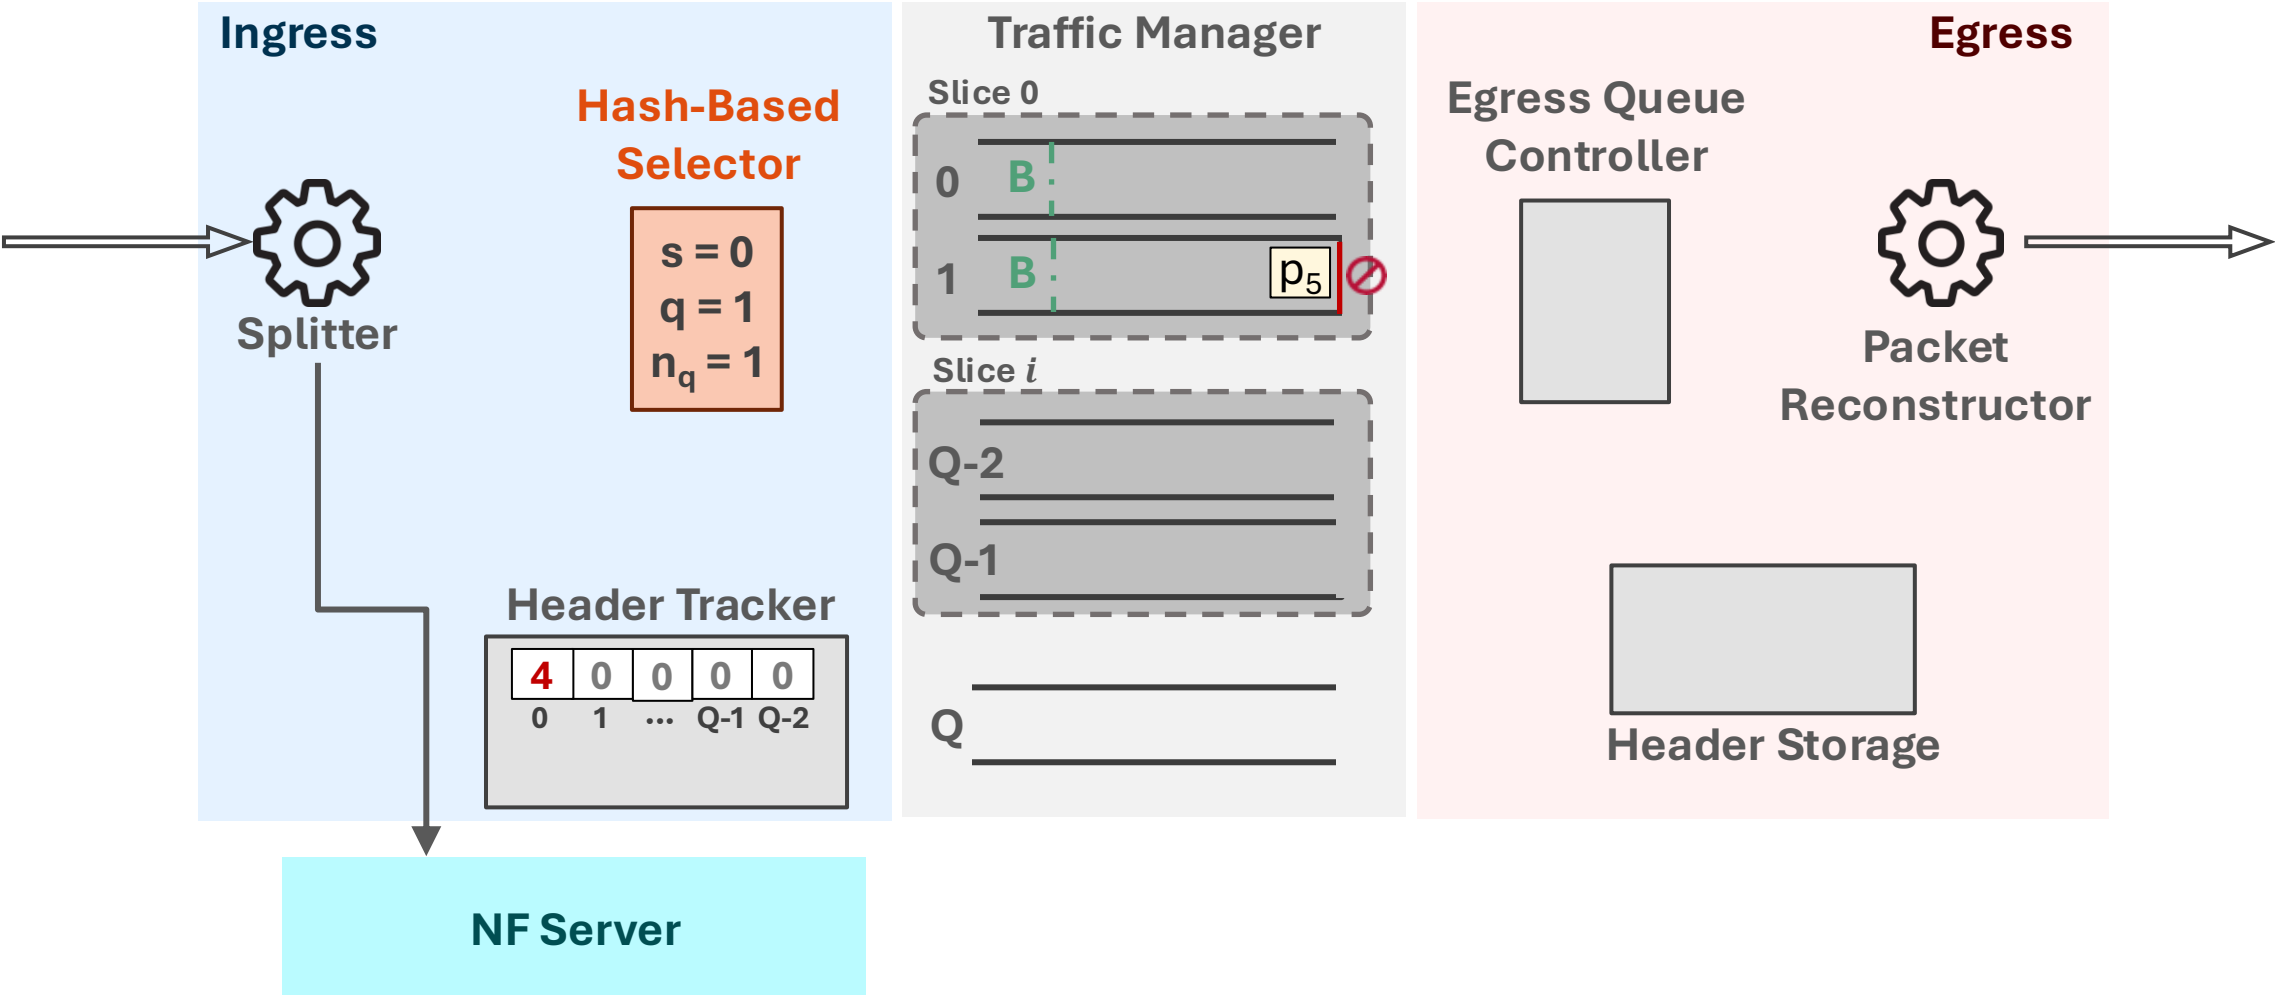 Ingress
Traffic Manager
Egress
Hash-Based
Selector
s = 0
q = 1
nq = 1
Splitter
Slice 0
0
B
1
B
p5
Slice i
Q-2
Q-1
Q
Egress Queue
Controller
Packet
Reconstructor
Header Tracker
4 0 0 0 0
0 1 ... Q-1 Q-2
Header Storage
NF Server